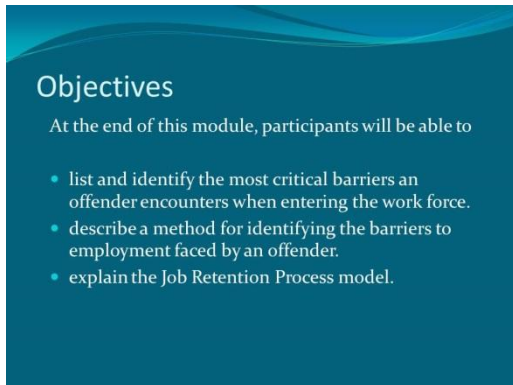 Objectives
At the end of this module, participants will be able to
• list and identify the most critical barriers an
offender encounters when entering the work force.
• describe a method for identifying the barriers to
employment faced by an offender.
• explain the Job Retention Process model.